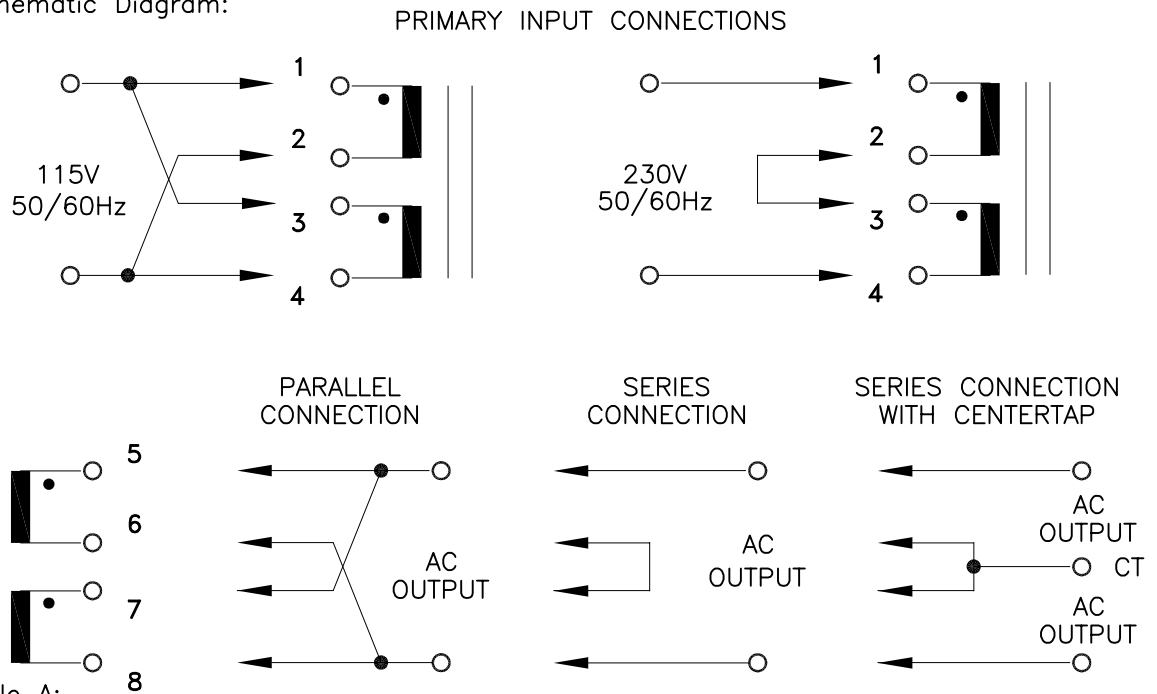 Diagram:
PRIMARY INPUT CONNECTIONS
1
2
3
4
115V
50/60Hz
1
2
3
4
230V
50/60Hz
PARALLEL
CONNECTION
SERIES
CONNECTION
SERIES CONNECTION
WITH CENTERTAP
5
6
7
8
AC
OUTPUT
AC
OUTPUT
AC
OUTPUT
CT
AC
OUTPUT
A: